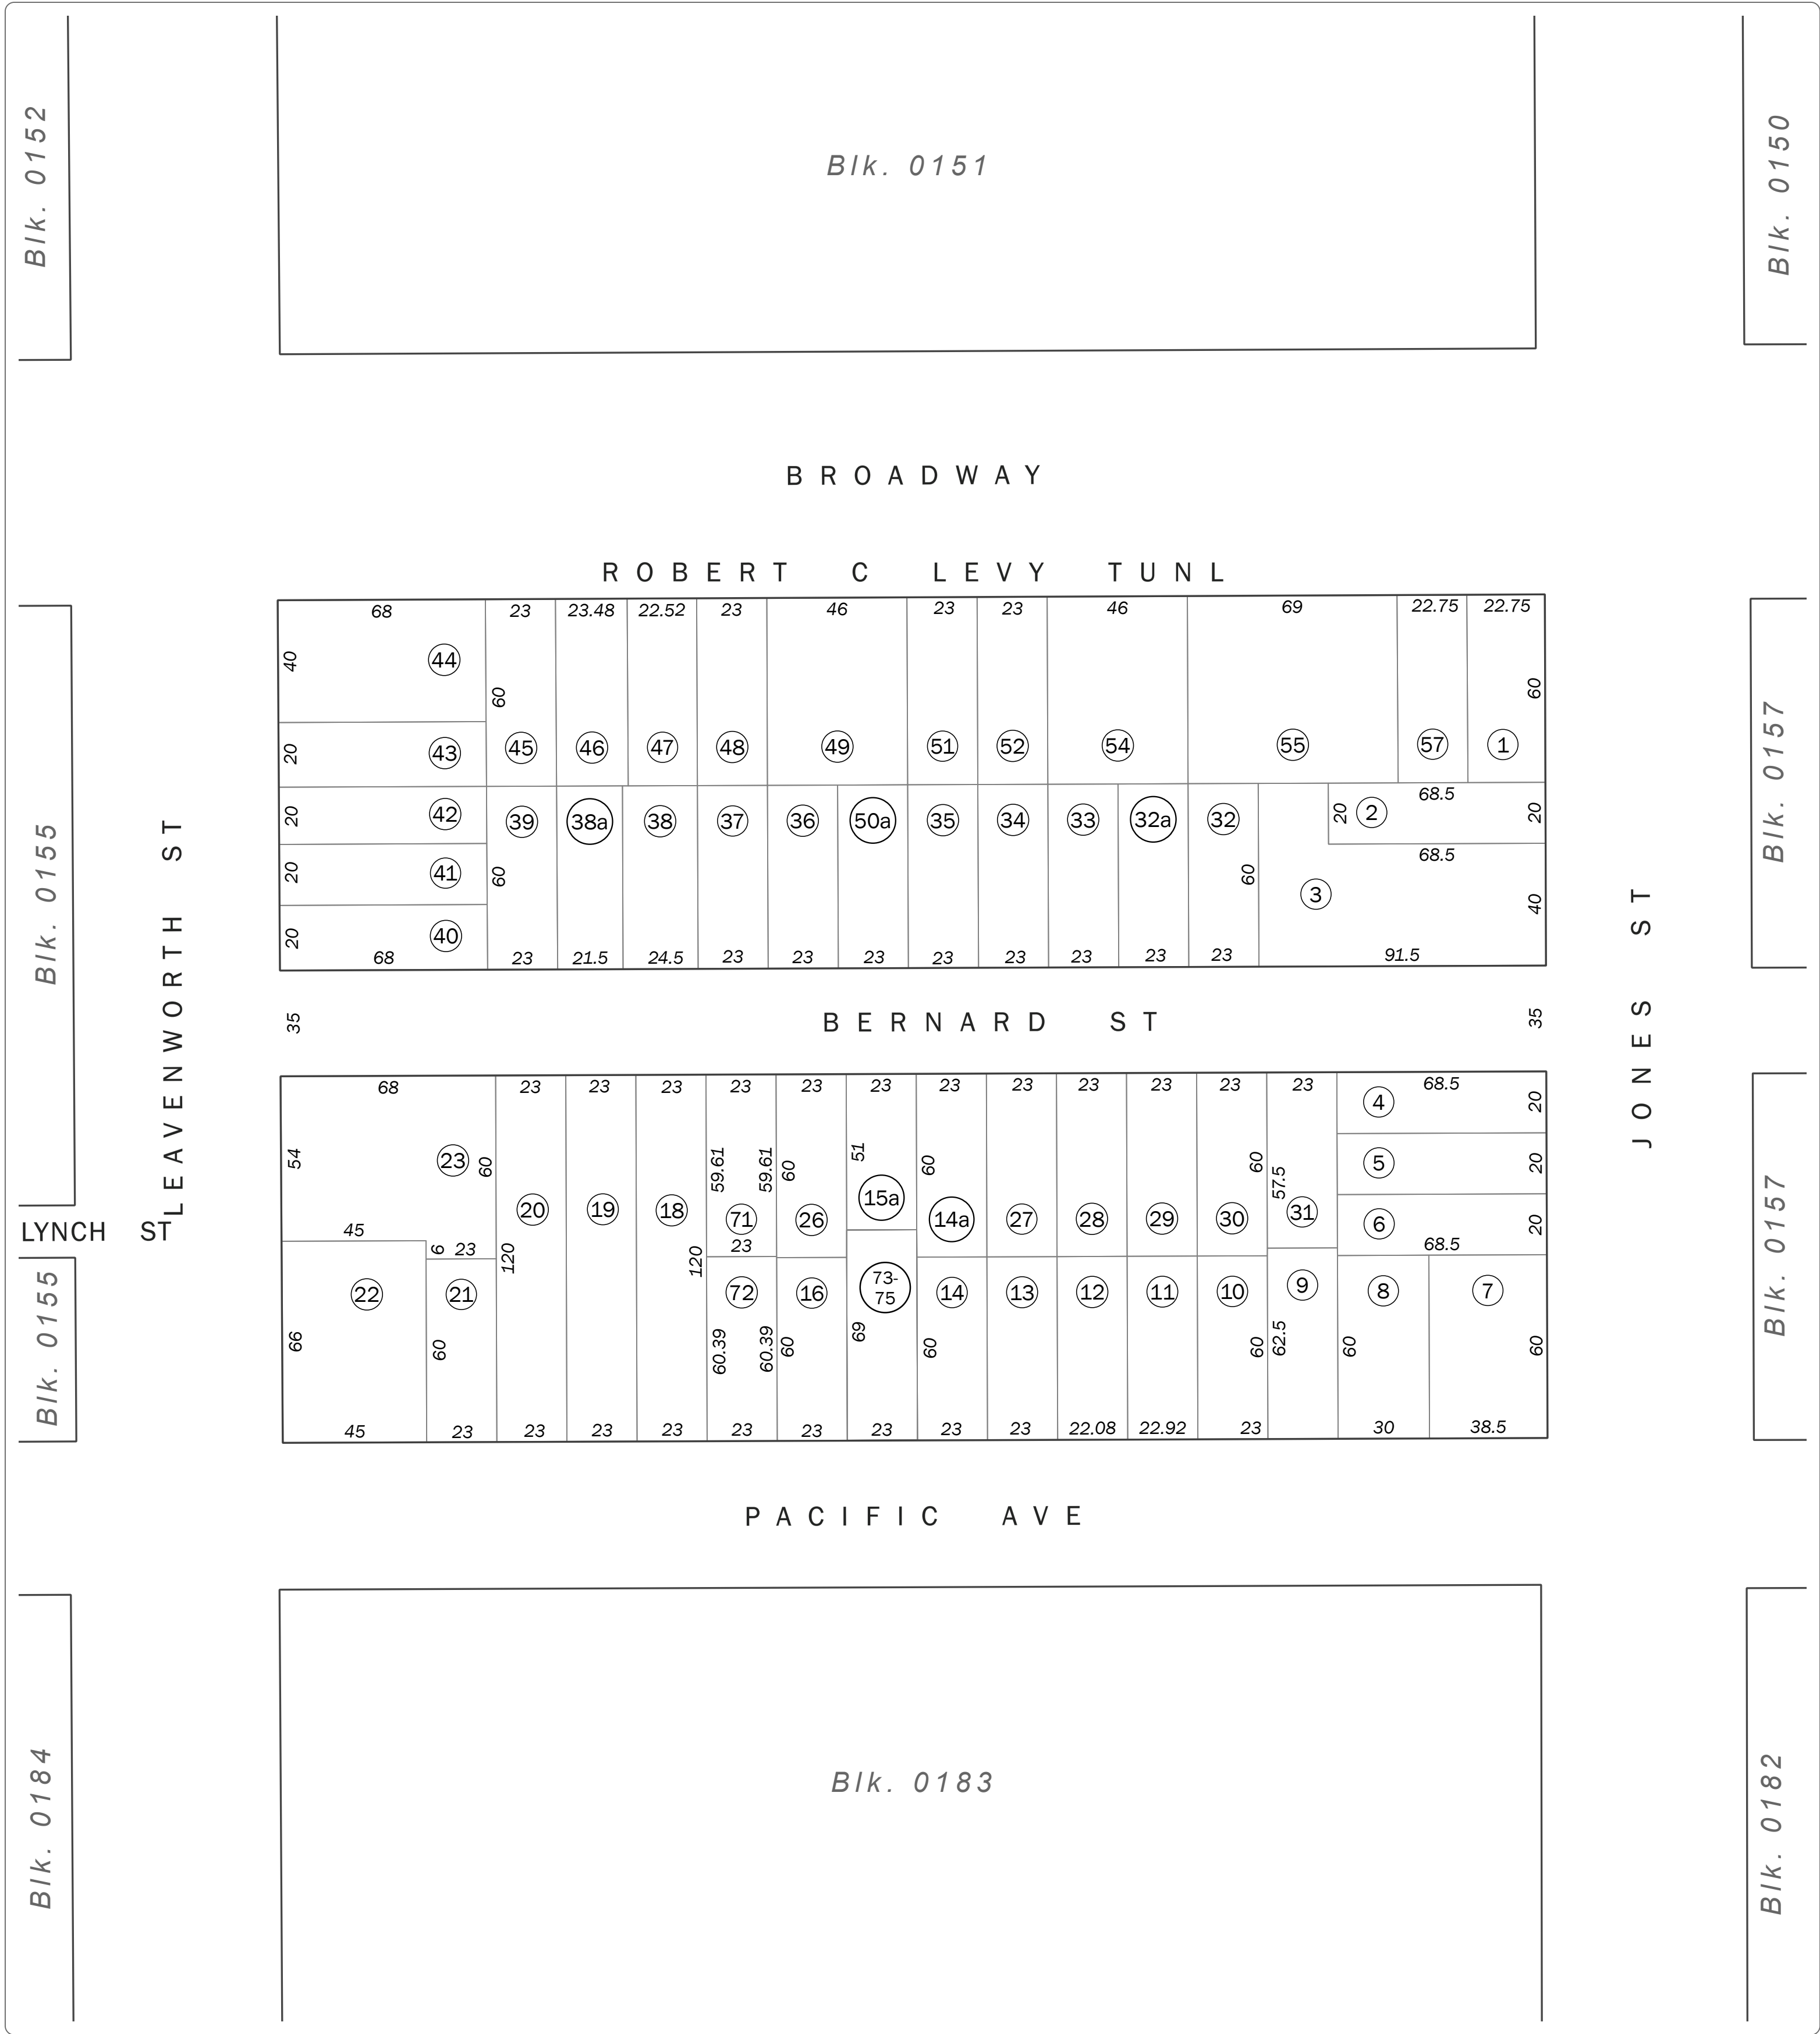 Blk. 0152
Blk. 0151
Blk. 0150
BROADWAY
ROBERT C LEVY TUNL
68 23 23.48 22.52 23 46 23 23 46 69 22.75 22.75
40 44 60 60
20 43 45 46 47 48 49 51 52 54 55 57 1
68.5
20 42 39 38a 38 37 36 50a 35 34 33 32a 32 20 2 20
68.5
20 41 60 60 3 40
20 40
68 23 21.5 24.5 23 23 23 23 23 23 23 23 91.5
Blk. 0155
LEAVENWORTH ST
Blk. 0157
JONES ST
35 BERNARD ST 35
68 23 23 23 23 23 23 23 23 23 23 23 23 4 68.5 20
54 23 60 59.61 59.61 60 51 60 60 57.5 5 20
20 19 18 71 26 15a 14a 27 28 29 30 31 6 20
LYNCH ST
45 6 23 120 120 23 68.5
22 21 72 16 73-
75 14 13 12 11 10 9 8 7
66 60 60.39 60.39 60 69 60 60 62.5 60 60
45 23 23 23 23 23 23 23 23 23 22.08 22.92 23 30 38.5
Blk. 0155
Blk. 0157
PACIFIC AVE
Blk. 0184
Blk. 0183
Blk. 0182